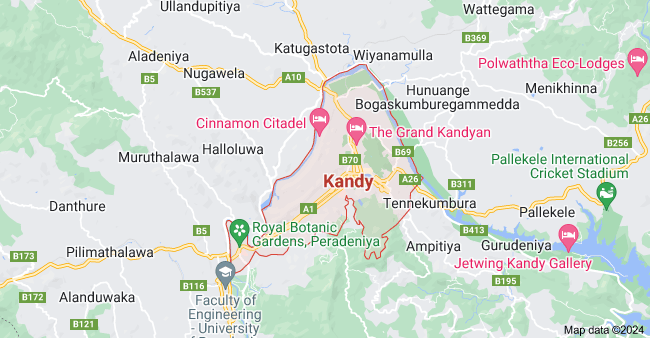 Ullandupitiya
Wattegama
B369
Katugastota
Wiyanamulla
Aladeniya
Polwaththa Eco-Lodges
Nugawela
B5
A10
B537
Hunuange
Menikhinna
Bogaskumburegammedda
Cinnamon Citadel
The Grand Kandyan
B256
A26
Halloluwa
B70
B69
Muruthalawa
Pallekele International
Cricket Stadium
Kandy
A26
B311
Danthure
A1
Tennekumbura
Pallekele
B5
Royal Botanic
Gardens, Peradeniya
B413
Pilimathalawa
Ampitiya
Gurudeniya
B173
Jetwing Kandy Gallery
B172
Alanduwaka
B116
B195
Faculty of
Engineering -
University
B121
Map data ©2024